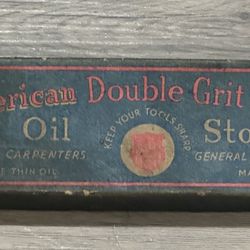 erican Double Grit
Oil KEEP YOUR TOOLS SHARP Sto
CARPENTERS GENERAL
THIN OIL MA